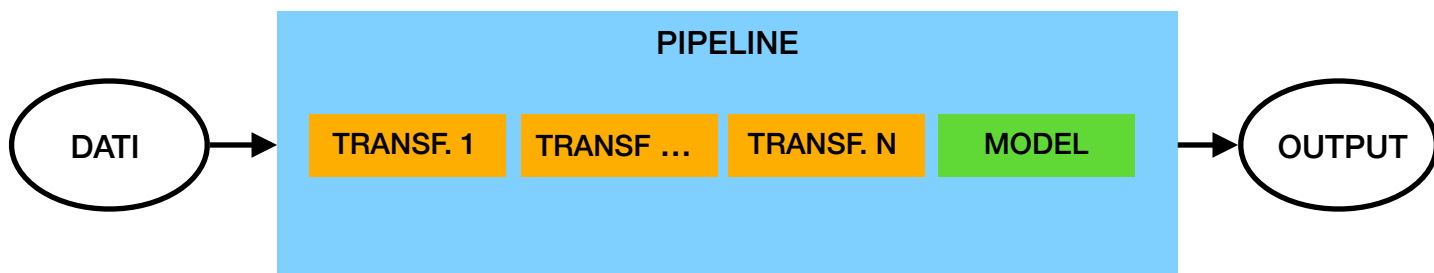 PIPELINE
DATI
TRANSF. 1
TRANSF ...
TRANSF. N
MODEL
OUTPUT